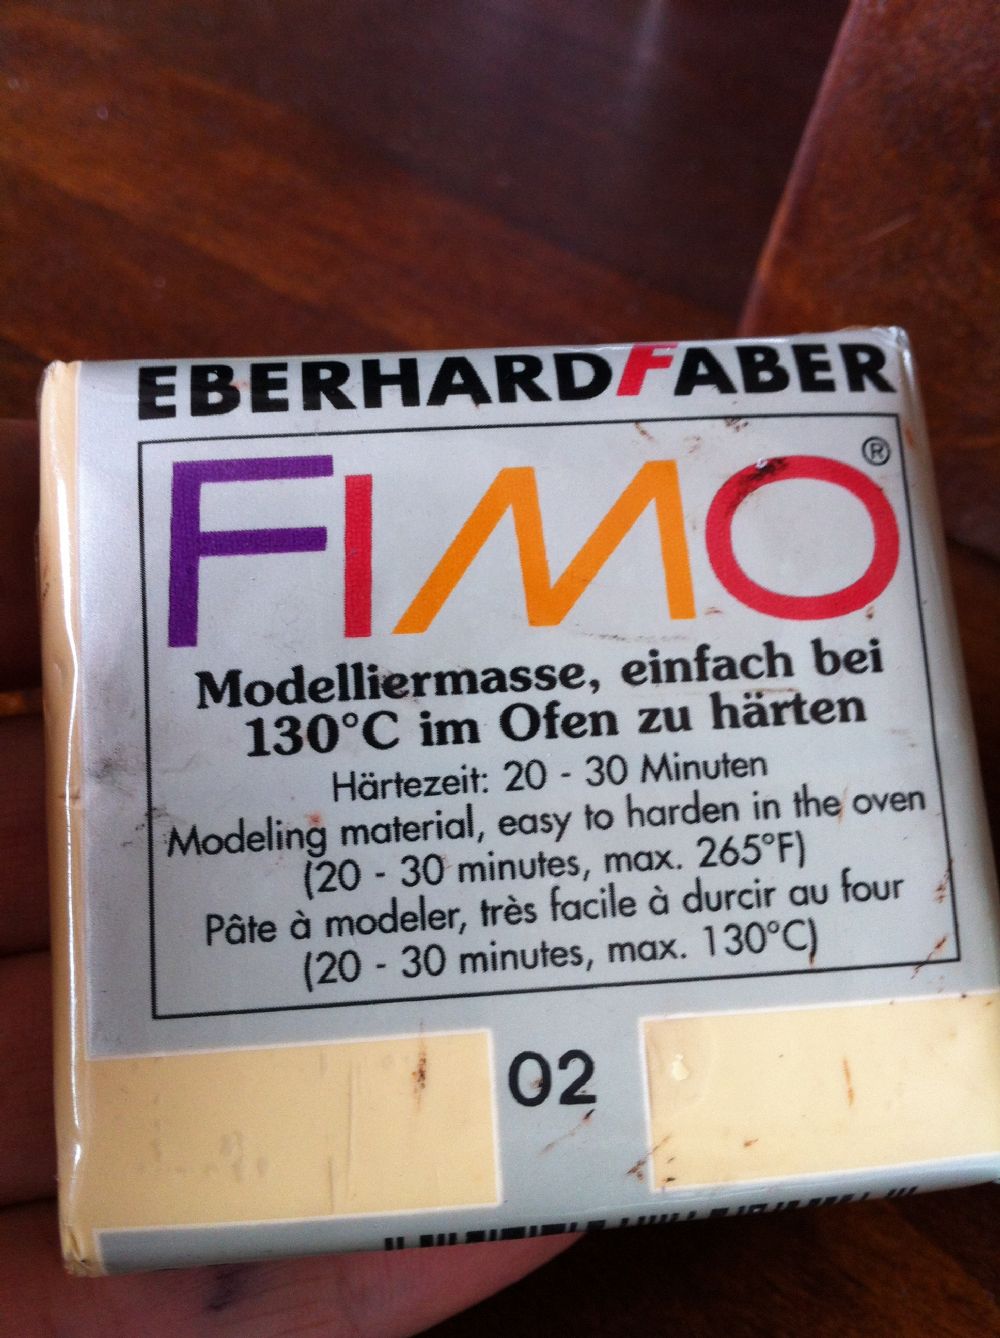 EBERHARDFABER
FIMO®
Modelliermasse, einfach bei
130°C im Ofen zu härten
Härtezeit: 20 - 30 Minuten
Modeling material, easy to harden in the oven
(20 - 30 minutes, max. 265°F)
Pâte à modeler, très facile à durcir au four
(20 - 30 minutes, max. 130°C)
02